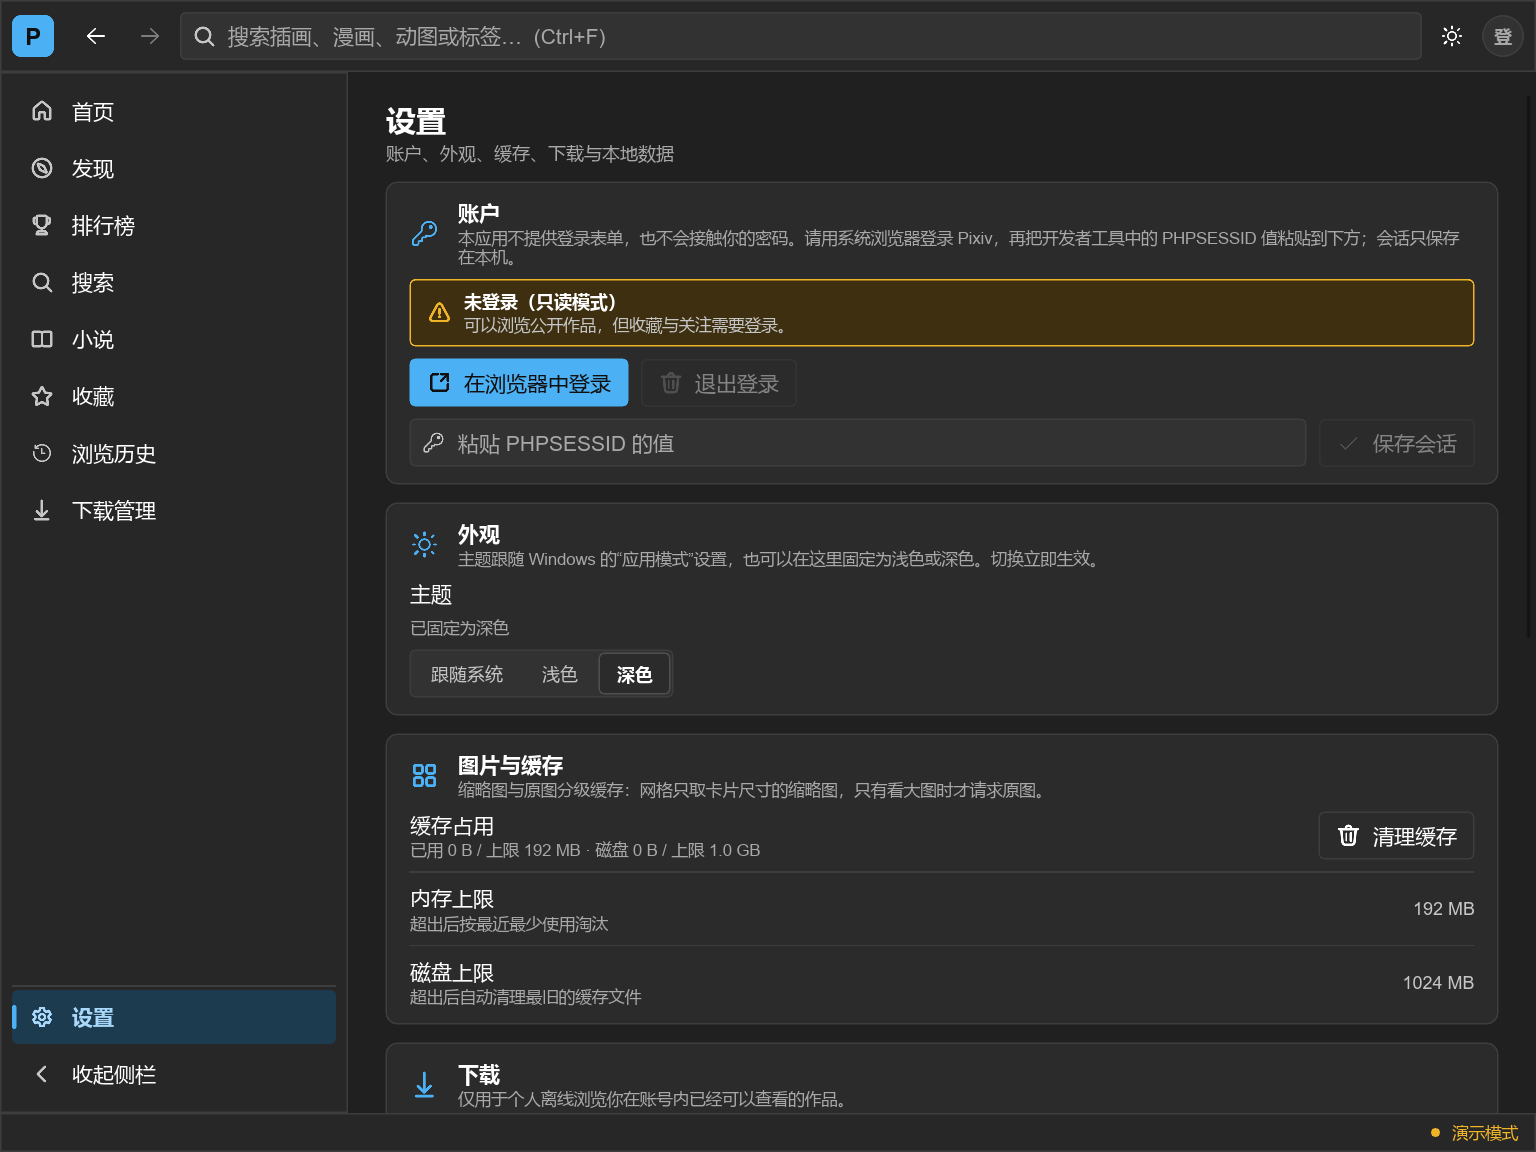 P
搜索插画、漫画、动图或标签… (Ctrl+F)
登
首页
发现
排行榜
搜索
小说
收藏
浏览历史
下载管理
设置
收起侧栏
设置
账户、外观、缓存、下载与本地数据
账户
本应用不提供登录表单，也不会接触你的密码。请用系统浏览器登录 Pixiv，再把开发者工具中的 PHPSESSID 值粘贴到下方；会话只保存
在本机。
未登录（只读模式）
可以浏览公开作品，但收藏与关注需要登录。
在浏览器中登录
退出登录
粘贴 PHPSESSID 的值
保存会话
外观
主题跟随 Windows 的“应用模式”设置，也可以在这里固定为浅色或深色。切换立即生效。
主题
已固定为深色
跟随系统
浅色
深色
图片与缓存
缩略图与原图分级缓存：网格只取卡片尺寸的缩略图，只有看大图时才请求原图。
缓存占用
已用 0 B / 上限 192 MB · 磁盘 0 B / 上限 1.0 GB
清理缓存
内存上限
超出后按最近最少使用淘汰
192 MB
磁盘上限
超出后自动清理最旧的缓存文件
1024 MB
下载
仅用于个人离线浏览你在账号内已经可以查看的作品。
演示模式